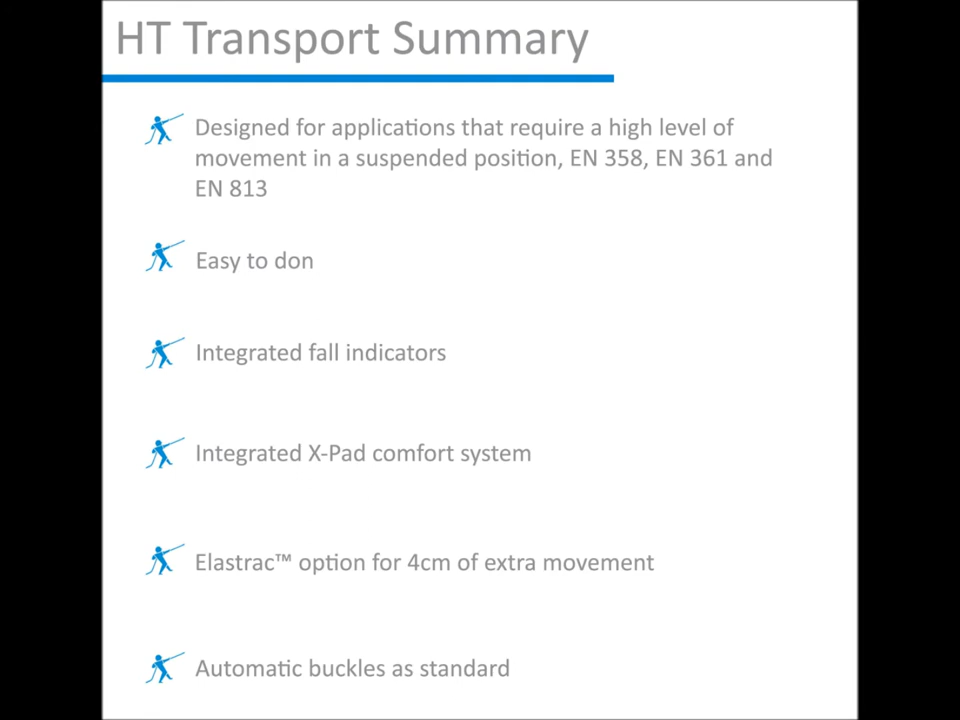 HT Transport Summary
Designed for applications that require a high level of
movement in a suspended position, EN 358, EN 361 and
EN 813
Easy to don
Integrated fall indicators
Integrated X-Pad comfort system
Elastrac™ option for 4cm of extra movement
Automatic buckles as standard